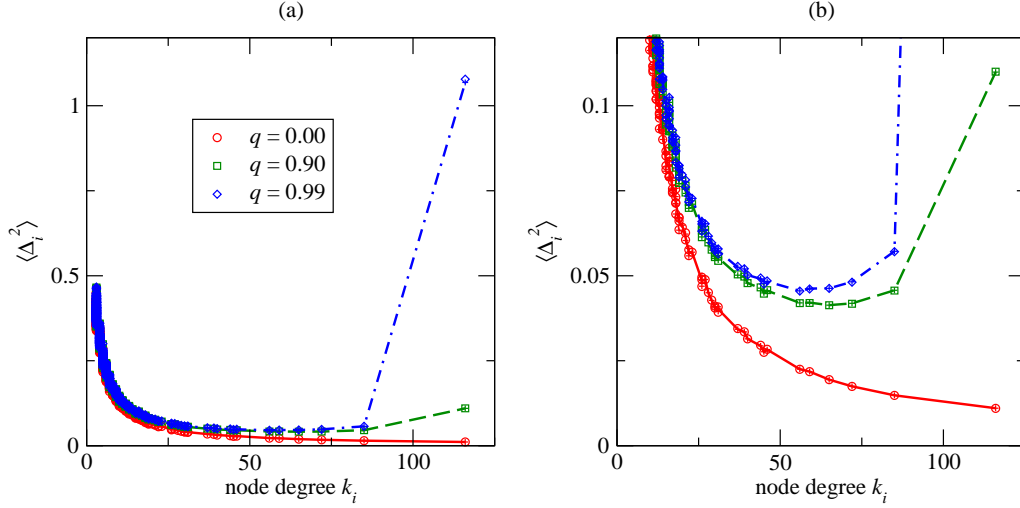 (a)
(b)
1
0.5
0
⟨Δ_i^2⟩
q = 0.00
q = 0.90
q = 0.99
0
50
100
node degree k_i
0.1
0.05
0
⟨Δ_i^2⟩
0
50
100
node degree k_i